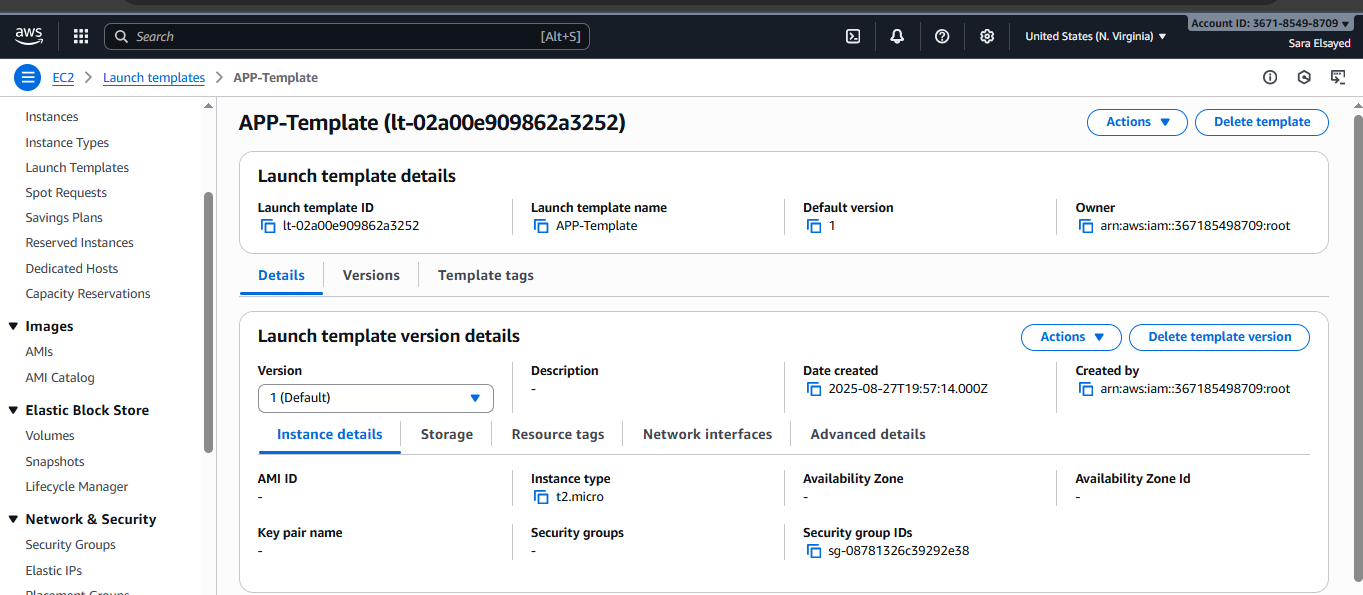 aws
Search
[Alt+S]
United States (N. Virginia)
Account ID: 3671-8549-8709
Sara Elsayed
EC2
Launch templates
APP-Template
Instances
Instance Types
Launch Templates
Spot Requests
Savings Plans
Reserved Instances
Dedicated Hosts
Capacity Reservations
Images
AMIs
AMI Catalog
Elastic Block Store
Volumes
Snapshots
Lifecycle Manager
Network & Security
Security Groups
Elastic IPs
Placement Groups
APP-Template (lt-02a00e909862a3252)
Actions
Delete template
Launch template details
Launch template ID
lt-02a00e909862a3252
Launch template name
APP-Template
Default version
1
Owner
arn:aws:iam::367185498709:root
Details
Versions
Template tags
Launch template version details
Actions
Delete template version
Version
1 (Default)
Description
-
Date created
2025-08-27T19:57:14.000Z
Created by
arn:aws:iam::367185498709:root
Instance details
Storage
Resource tags
Network interfaces
Advanced details
AMI ID
-
Instance type
t2.micro
Availability Zone
-
Availability Zone Id
-
Key pair name
-
Security groups
-
Security group IDs
sg-08781326c39292e38